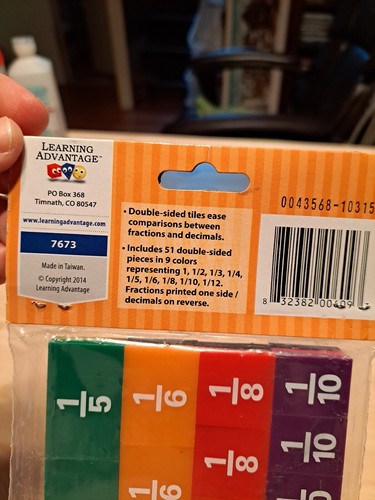 LEARNING
ADVANTAGE™
PO Box 368
Timnath, CO 80547
www.learningadvantage.com
7673
Made in Taiwan.
© Copyright 2014
Learning Advantage
• Double-sided tiles ease
comparisons between
fractions and decimals.
• Includes 51 double-sided
pieces in 9 colors
representing 1, 1/2, 1/3, 1/4,
1/5, 1/6, 1/8, 1/10, 1/12.
Fractions printed one side /
decimals on reverse.
0043568-10315
1/5
1/6
1/8
1/10
1/6
1/8
1/10